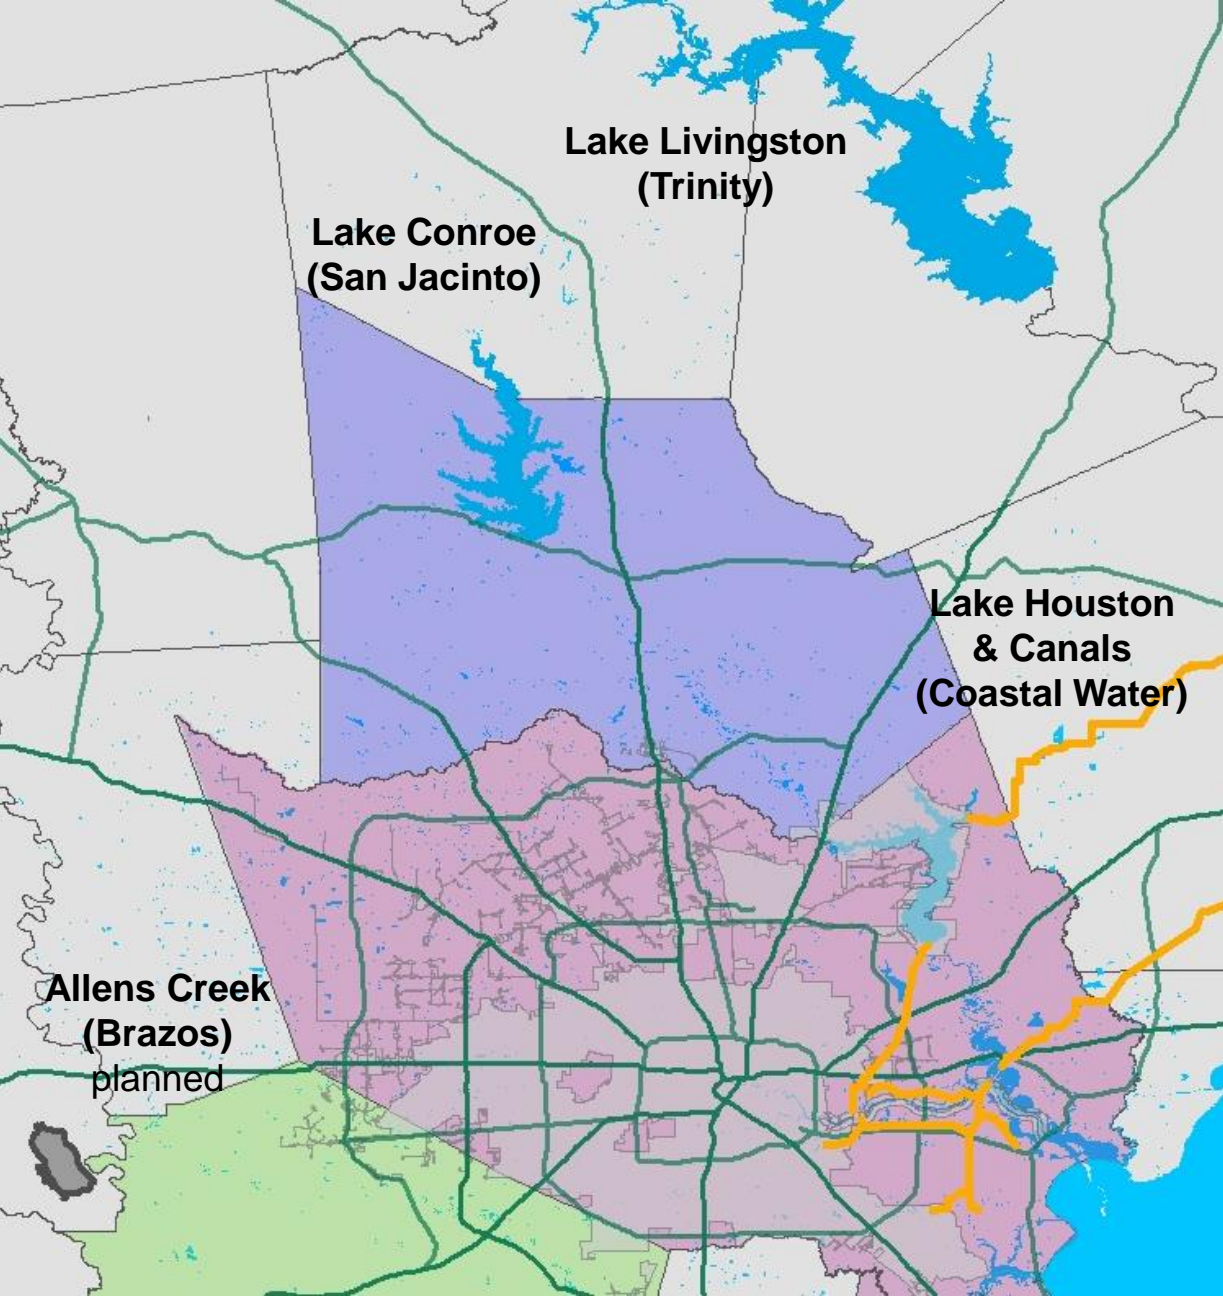 Lake Livingston
(Trinity)
Lake Conroe
(San Jacinto)
Lake Houston
& Canals
(Coastal Water)
Allens Creek
(Brazos)
planned